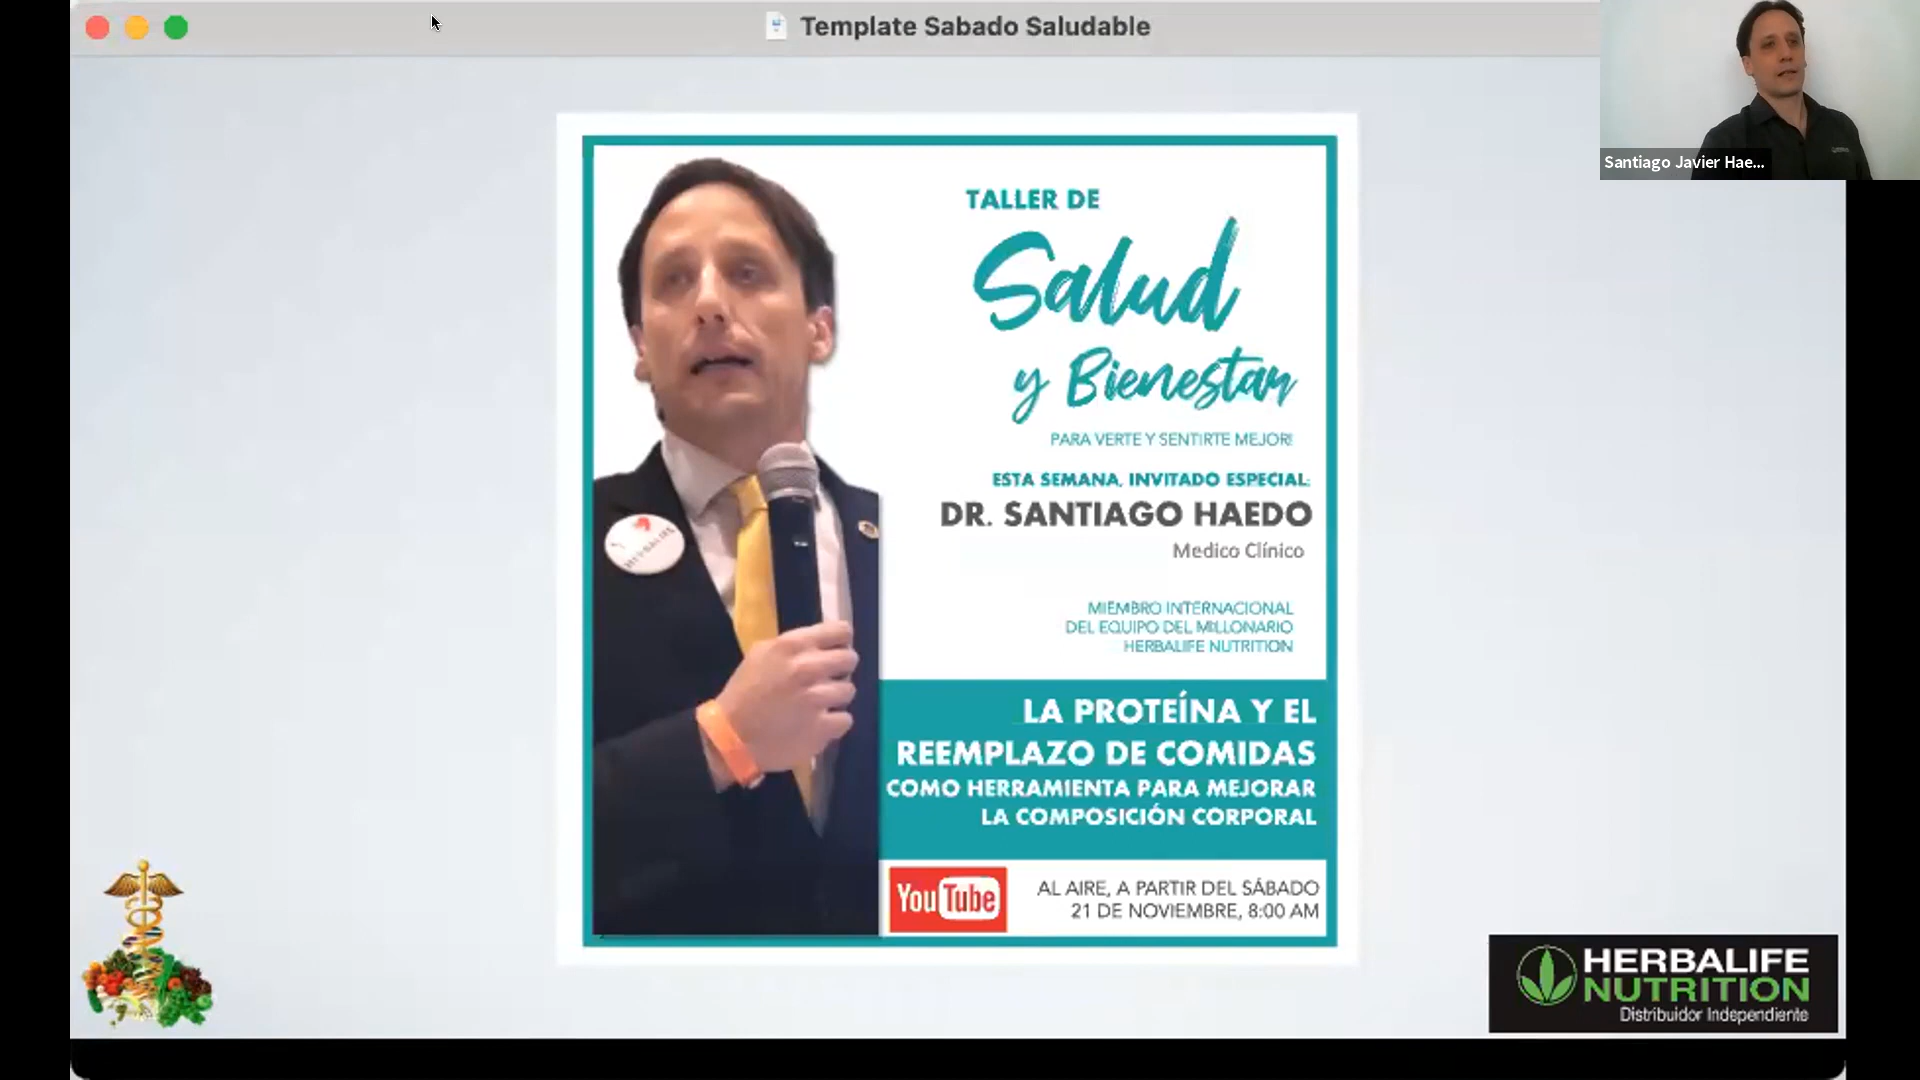 Template Sabado Saludable
Santiago Javier Hae...
TALLER DE
Salud
y Bienestar
PARA VERTE Y SENTIRTE MEJOR!
ESTA SEMANA, INVITADO ESPECIAL:
DR. SANTIAGO HAEDO
Medico Clínico
MIEMBRO INTERNACIONAL
DEL EQUIPO DEL MILLONARIO
HERBALIFE NUTRITION
LA PROTEÍNA Y EL
REEMPLAZO DE COMIDAS
COMO HERRAMIENTA PARA MEJORAR
LA COMPOSICIÓN CORPORAL
YouTube
AL AIRE, A PARTIR DEL SÁBADO
21 DE NOVIEMBRE, 8:00 AM
HERBALIFE
NUTRITION
Distribuidor Independiente